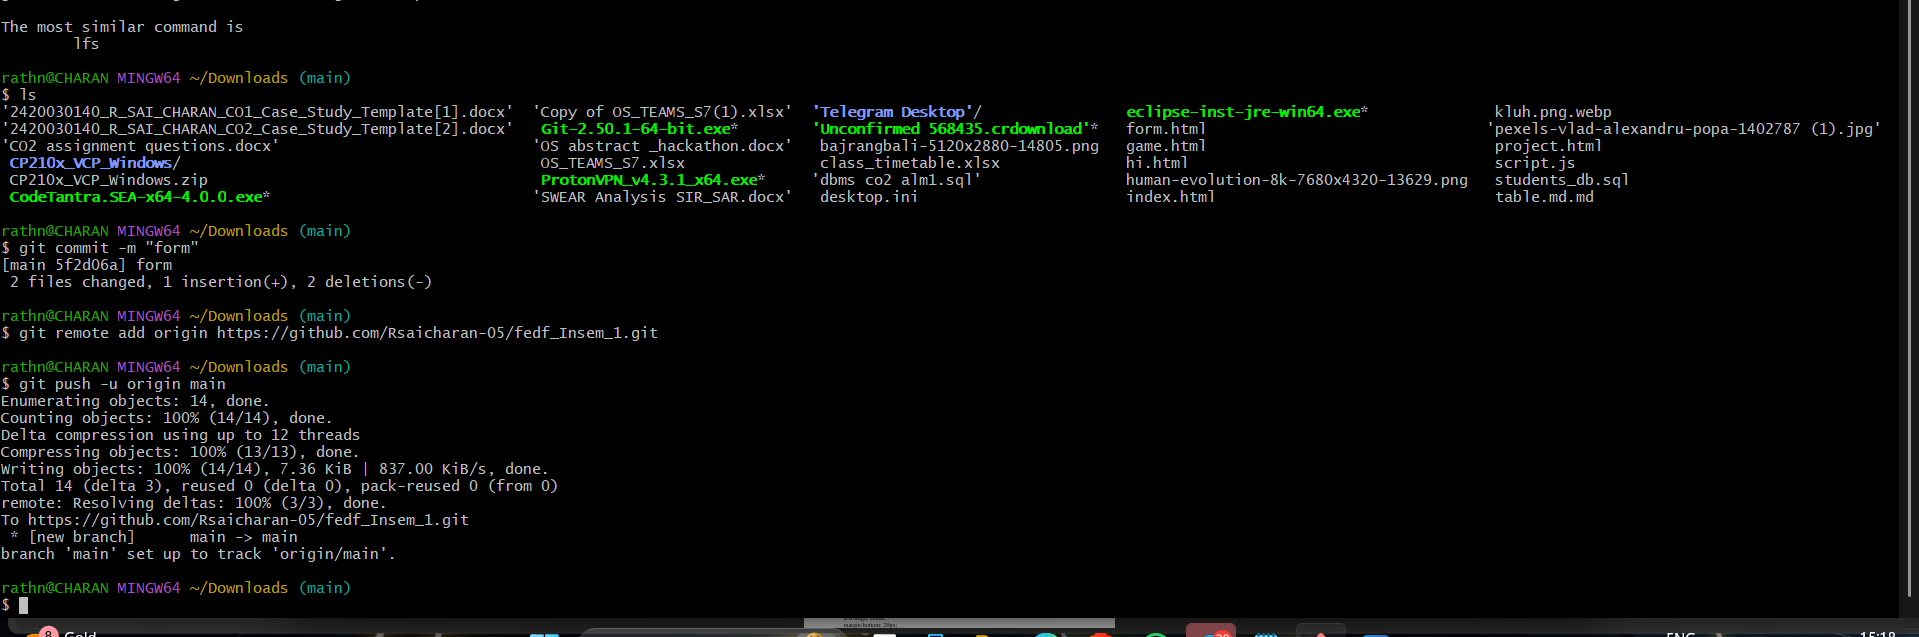 The most similar command is
        lfs

rathn@CHARAN MINGW64 ~/Downloads (main)
$ ls
'2420030140_R_SAI_CHARAN_CO1_Case_Study_Template[1].docx'  'Copy of OS_TEAMS_S7(1).xlsx'  'Telegram Desktop'/  eclipse-inst-jre-win64.exe*  kluh.png.webp
'2420030140_R_SAI_CHARAN_CO2_Case_Study_Template[2].docx'  Git-2.50.1-64-bit.exe*  'Unconfirmed 568435.crdownload'*  form.html  'pexels-vlad-alexandru-popa-1402787 (1).jpg'
'CO2 assignment questions.docx'  'OS abstract _hackathon.docx'  bajrangbali-5120x2880-14805.png  game.html  project.html
CP210x_VCP_Windows/  OS_TEAMS_S7.xlsx  class_timetable.xlsx  hi.html  script.js
CP210x_VCP_Windows.zip  ProtonVPN_v4.3.1_x64.exe*  'dbms co2 alm1.sql'  human-evolution-8k-7680x4320-13629.png  students_db.sql
CodeTantra.SEA-x64-4.0.0.exe*  'SWEAR Analysis SIR_SAR.docx'  desktop.ini  index.html  table.md.md

rathn@CHARAN MINGW64 ~/Downloads (main)
$ git commit -m "form"
[main 5f2d06a] form
 2 files changed, 1 insertion(+), 2 deletions(-)

rathn@CHARAN MINGW64 ~/Downloads (main)
$ git remote add origin https://github.com/Rsaicharan-05/fedf_Insem_1.git

rathn@CHARAN MINGW64 ~/Downloads (main)
$ git push -u origin main
Enumerating objects: 14, done.
Counting objects: 100% (14/14), done.
Delta compression using up to 12 threads
Compressing objects: 100% (13/13), done.
Writing objects: 100% (14/14), 7.36 KiB | 837.00 KiB/s, done.
Total 14 (delta 3), reused 0 (delta 0), pack-reused 0 (from 0)
remote: Resolving deltas: 100% (3/3), done.
To https://github.com/Rsaicharan-05/fedf_Insem_1.git
 * [new branch]      main -> main
branch 'main' set up to track 'origin/main'.

rathn@CHARAN MINGW64 ~/Downloads (main)
$
margin-bottom: 20px;
8 Gold ENG 15:18